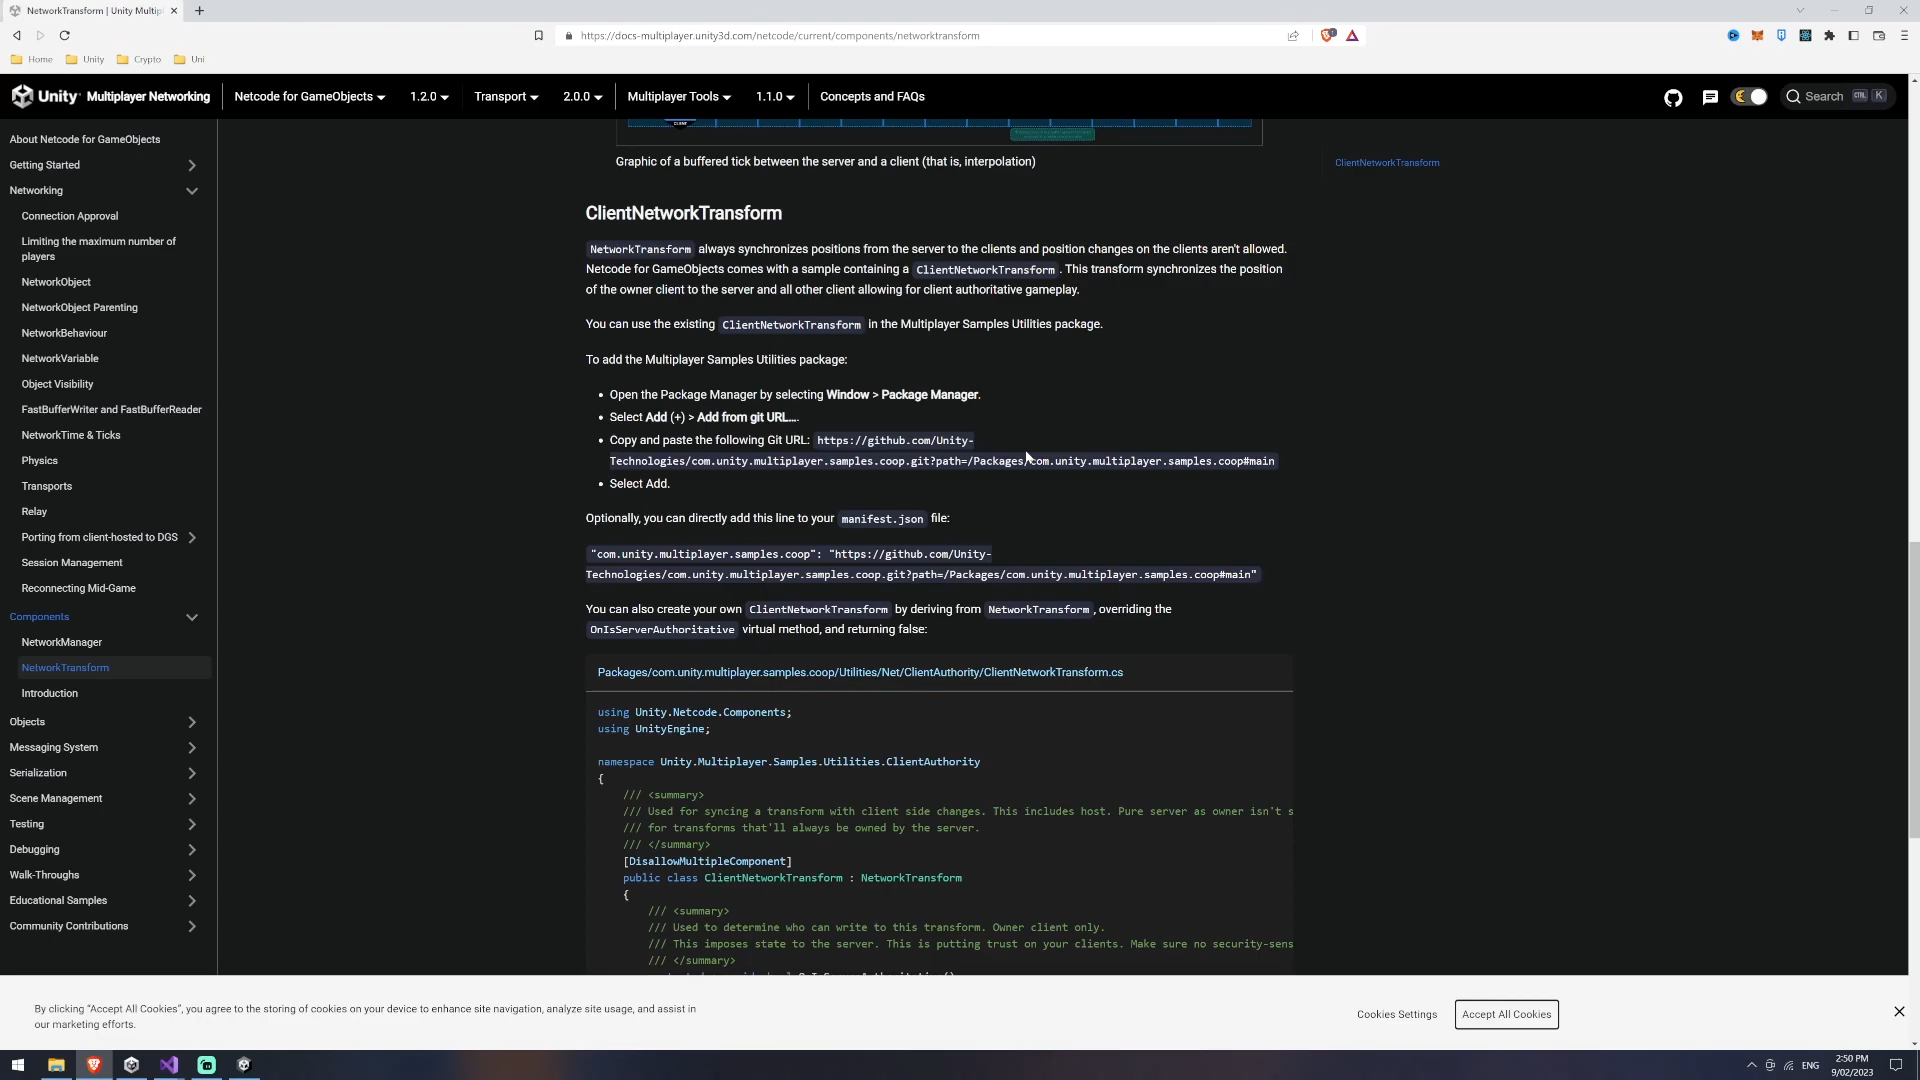 NetworkTransform | Unity Multipl
https://docs-multiplayer.unity3d.com/netcode/current/components/networktransform
Home
Unity
Crypto
Uni
Unity Multiplayer Networking
Netcode for GameObjects
1.2.0
Transport
2.0.0
Multiplayer Tools
1.1.0
Concepts and FAQs
Search
CTRL
K
About Netcode for GameObjects
Getting Started
Networking
Connection Approval
Limiting the maximum number of
players
NetworkObject
NetworkObject Parenting
NetworkBehaviour
NetworkVariable
Object Visibility
FastBufferWriter and FastBufferReader
NetworkTime & Ticks
Physics
Transports
Relay
Porting from client-hosted to DGS
Session Management
Reconnecting Mid-Game
Components
NetworkManager
NetworkTransform
Introduction
Objects
Messaging System
Serialization
Scene Management
Testing
Debugging
Walk-Throughs
Educational Samples
Community Contributions
CLIENT
Graphic of a buffered tick between the server and a client (that is, interpolation)
ClientNetworkTransform
NetworkTransform always synchronizes positions from the server to the clients and position changes on the clients aren't allowed.
Netcode for GameObjects comes with a sample containing a ClientNetworkTransform. This transform synchronizes the position
of the owner client to the server and all other client allowing for client authoritative gameplay.
You can use the existing ClientNetworkTransform in the Multiplayer Samples Utilities package.
To add the Multiplayer Samples Utilities package:
• Open the Package Manager by selecting Window > Package Manager.
• Select Add (+) > Add from git URL….
• Copy and paste the following Git URL: https://github.com/Unity-
Technologies/com.unity.multiplayer.samples.coop.git?path=/Packages/com.unity.multiplayer.samples.coop#main
• Select Add.
Optionally, you can directly add this line to your manifest.json file:
"com.unity.multiplayer.samples.coop": "https://github.com/Unity-
Technologies/com.unity.multiplayer.samples.coop.git?path=/Packages/com.unity.multiplayer.samples.coop#main"
You can also create your own ClientNetworkTransform by deriving from NetworkTransform, overriding the
OnIsServerAuthoritative virtual method, and returning false:
Packages/com.unity.multiplayer.samples.coop/Utilities/Net/ClientAuthority/ClientNetworkTransform.cs
using Unity.Netcode.Components;
using UnityEngine;
namespace Unity.Multiplayer.Samples.Utilities.ClientAuthority
{
/// <summary>
/// Used for syncing a transform with client side changes. This includes host. Pure server as owner isn't s
/// for transforms that'll always be owned by the server.
/// </summary>
[DisallowMultipleComponent]
public class ClientNetworkTransform : NetworkTransform
{
/// <summary>
/// Used to determine who can write to this transform. Owner client only.
/// This imposes state to the server. This is putting trust on your clients. Make sure no security-sens
/// </summary>
ClientNetworkTransform
By clicking “Accept All Cookies”, you agree to the storing of cookies on your device to enhance site navigation, analyze site usage, and assist in
our marketing efforts.
Cookies Settings
Accept All Cookies
ENG
2:50 PM
9/02/2023